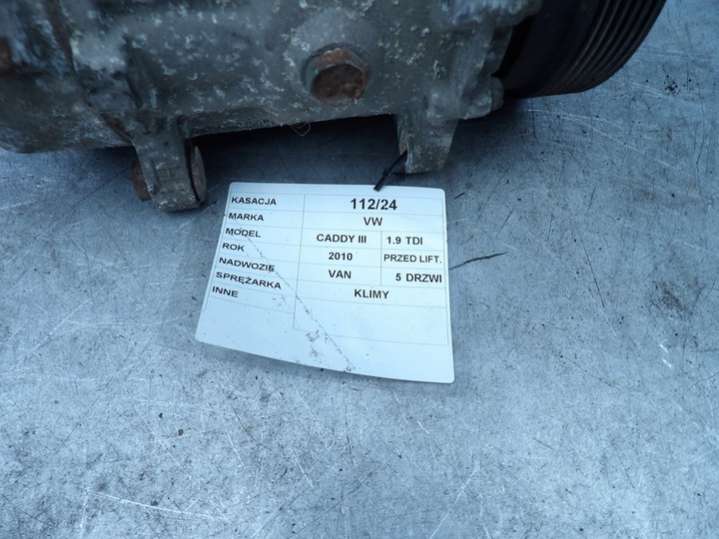 KASACJA 112/24
MARKA VW
MODEL CADDY III 1.9 TDI
ROK 2010 PRZED LIFT.
NADWOZIE VAN 5 DRZWI
SPRĘŻARKA KLIMY
INNE